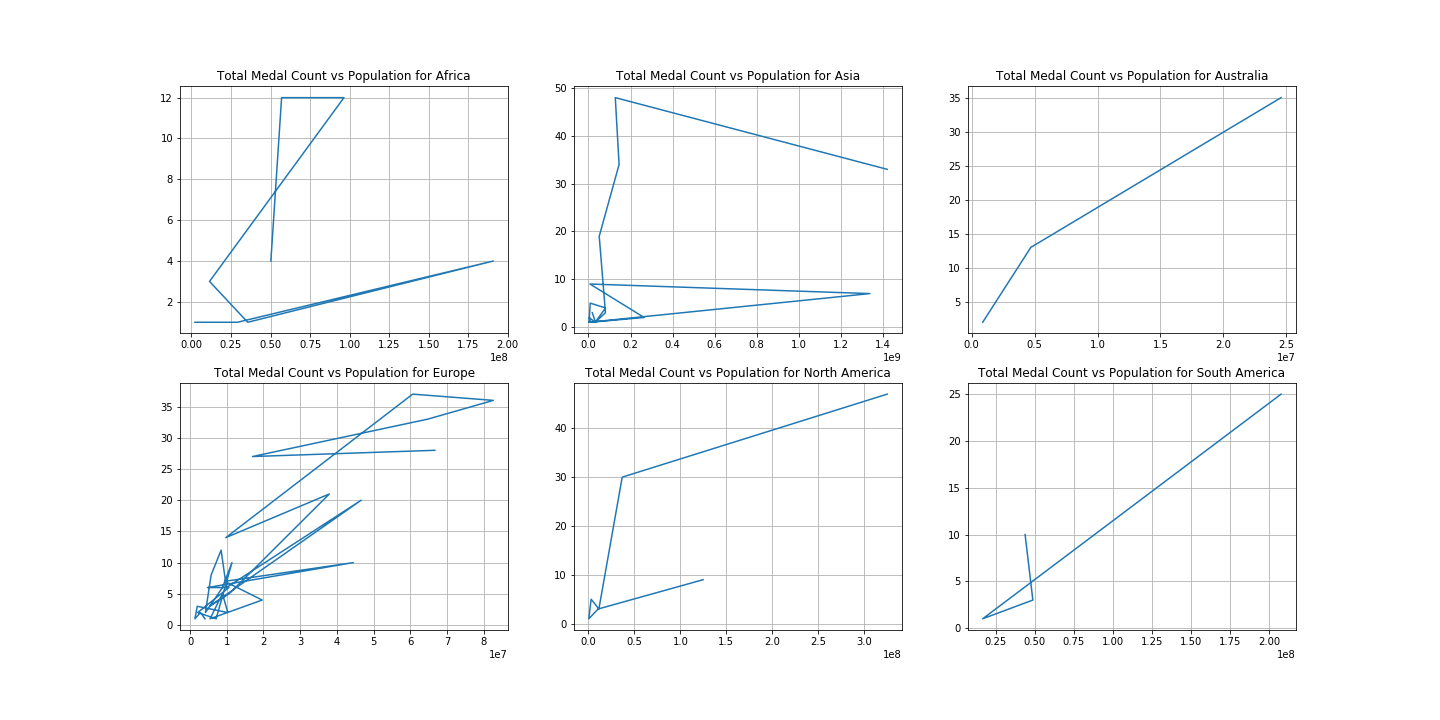 Total Medal Count vs Population for Africa
12
10
8
6
4
2
0.00 0.25 0.50 0.75 1.00 1.25 1.50 1.75 2.00
1e8
Total Medal Count vs Population for Asia
50
40
30
20
10
0
0.0 0.2 0.4 0.6 0.8 1.0 1.2 1.4
1e9
Total Medal Count vs Population for Australia
35
30
25
20
15
10
5
0.0 0.5 1.0 1.5 2.0 2.5
1e7
Total Medal Count vs Population for Europe
35
30
25
20
15
10
5
0
0 1 2 3 4 5 6 7 8
1e7
Total Medal Count vs Population for North America
40
30
20
10
0
0.0 0.5 1.0 1.5 2.0 2.5 3.0
1e8
Total Medal Count vs Population for South America
25
20
15
10
5
0
0.25 0.50 0.75 1.00 1.25 1.50 1.75 2.00
1e8